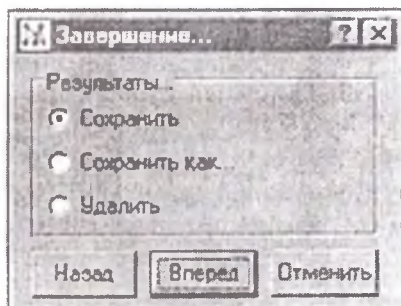 Завершение...
Результаты...
Сохранить
Сохранить как...
Удалить
Назад
Вперед
Отменить